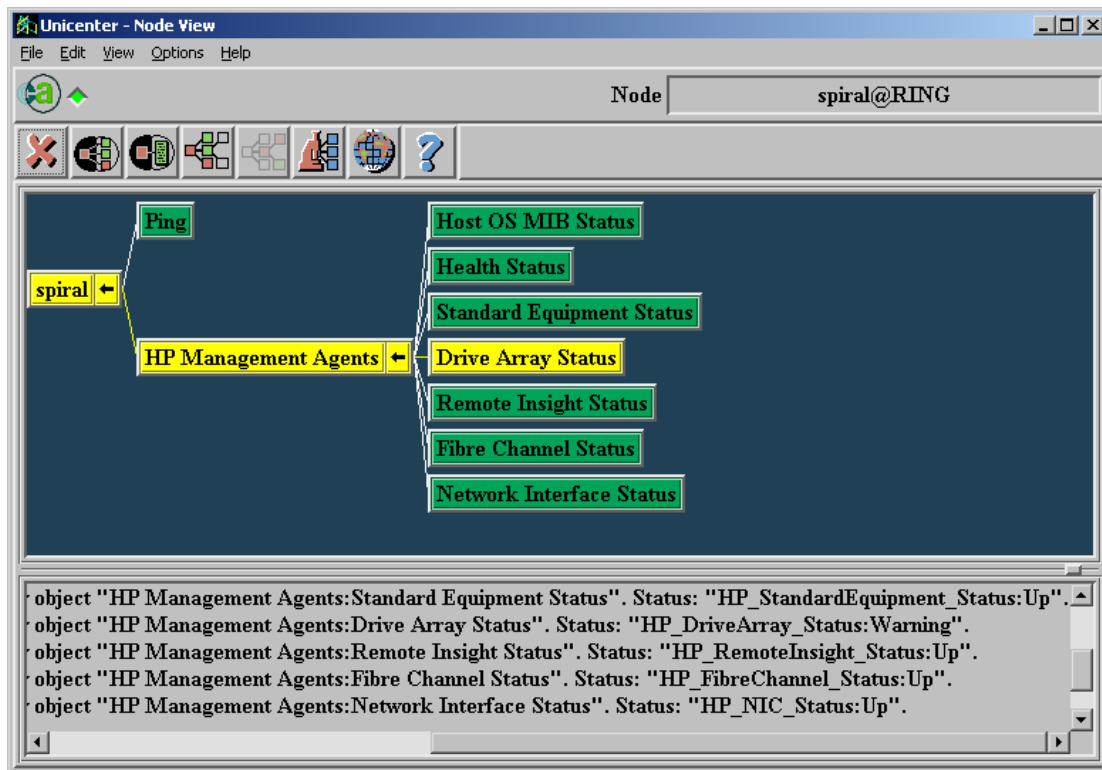 Unicenter - Node View
File Edit View Options Help
ca
Node spiral@RING
Ping
Host OS MIB Status
Health Status
spiral
Standard Equipment Status
HP Management Agents
Drive Array Status
Remote Insight Status
Fibre Channel Status
Network Interface Status
object "HP Management Agents:Standard Equipment Status". Status: "HP_StandardEquipment_Status:Up".
object "HP Management Agents:Drive Array Status". Status: "HP_DriveArray_Status:Warning".
object "HP Management Agents:Remote Insight Status". Status: "HP_RemoteInsight_Status:Up".
object "HP Management Agents:Fibre Channel Status". Status: "HP_FibreChannel_Status:Up".
object "HP Management Agents:Network Interface Status". Status: "HP_NIC_Status:Up".